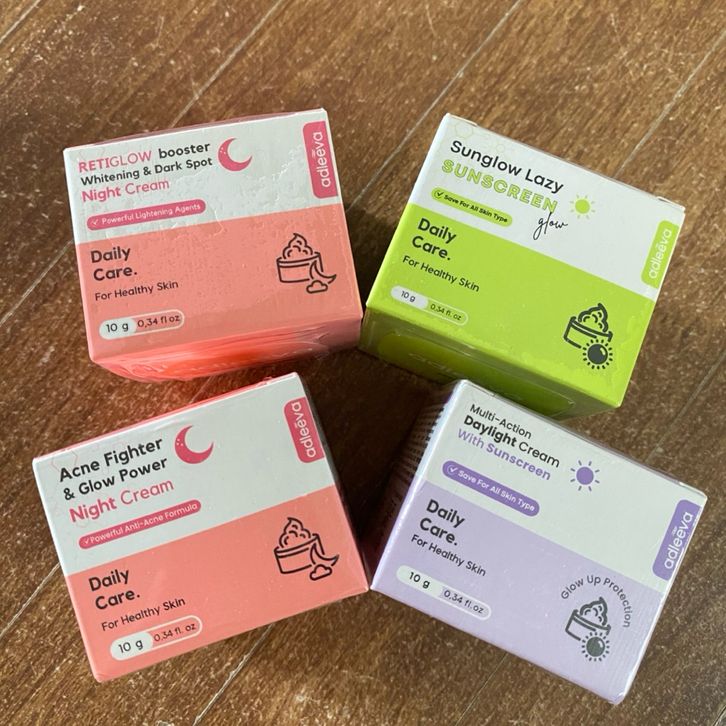 RETIGLOW booster
Whitening & Dark Spot
Night Cream
Powerful Lightening Agents
adleeva
Daily
Care.
For Healthy Skin
10 g 0,34 fl oz
Sunglow Lazy
SUNSCREEN
glow
Save For All Skin Type
adleeva
Daily
Care.
For Healthy Skin
10 g 0,34 fl oz
Acne Fighter
& Glow Power
Night Cream
Powerful Anti-Acne Formula
adleeva
Daily
Care.
For Healthy Skin
10 g 0,34 fl. oz
Multi-Action
Daylight Cream
With Sunscreen
Save For All Skin Type
adleeva
Daily
Care.
For Healthy Skin
10 g 0,34 fl. oz
Glow Up Protection